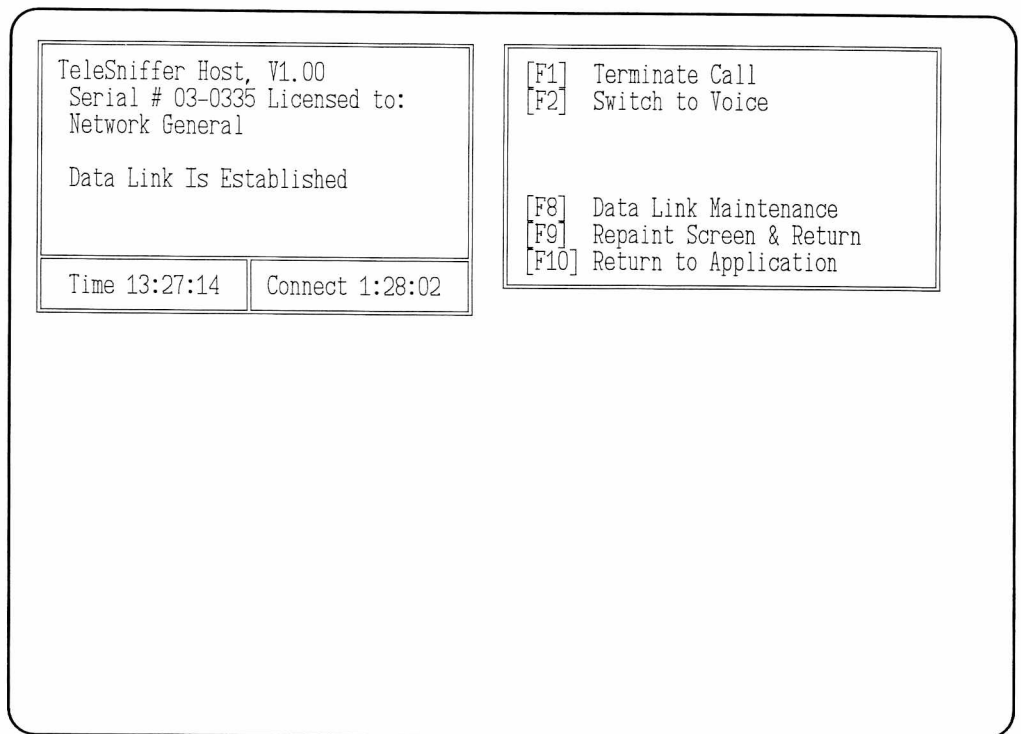 TeleSniffer Host, V1.00
Serial # 03-0335 Licensed to:
Network General
Data Link Is Established
Time 13:27:14
Connect 1:28:02
[F1] Terminate Call
[F2] Switch to Voice
[F8] Data Link Maintenance
[F9] Repaint Screen & Return
[F10] Return to Application